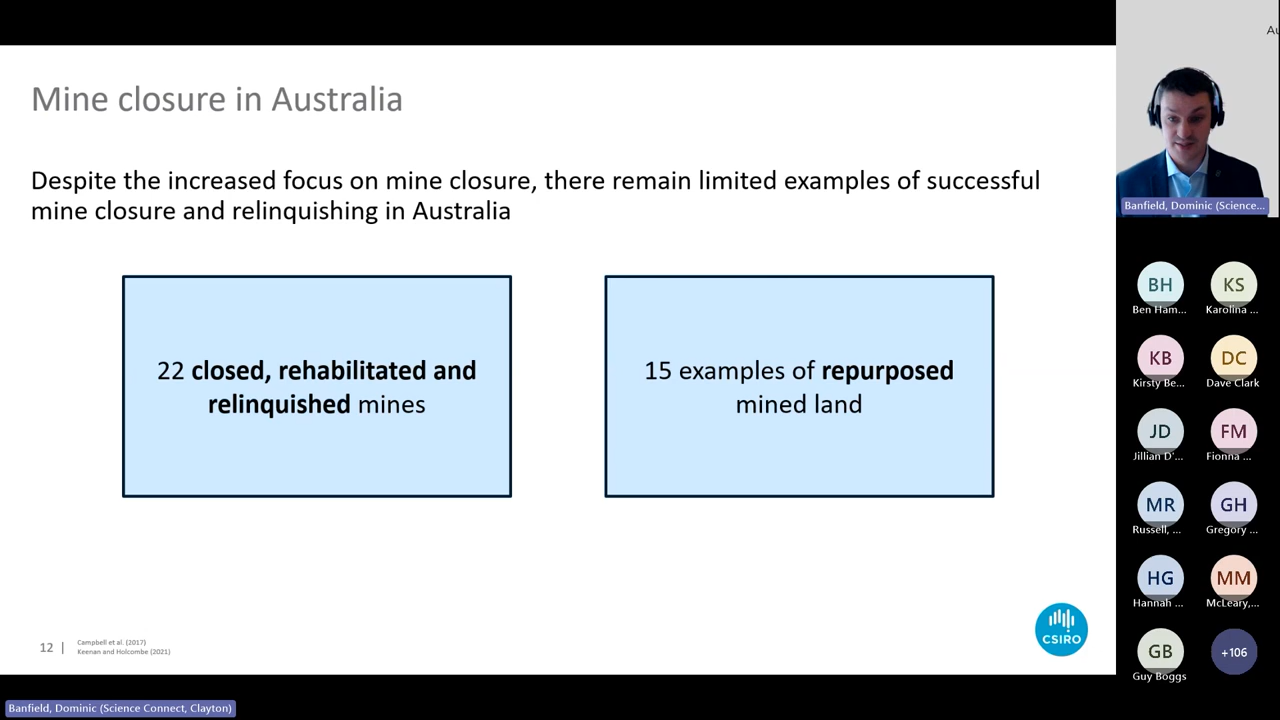 Mine closure in Australia
Despite the increased focus on mine closure, there remain limited examples of successful
mine closure and relinquishing in Australia
22 closed, rehabilitated and
relinquished mines
15 examples of repurposed
mined land
12 |
Campbell et al. (2017)
Keenan and Holcombe (2021)
CSIRO
Banfield, Dominic (Science Connect, Clayton)
Au
Banfield, Dominic (Science...
BH
Ben Ham...
KS
Karolina ...
KB
Kirsty Be...
DC
Dave Clark
JD
Jillian D'...
FM
Fionna ...
MR
Russell, ...
GH
Gregory ...
HG
Hannah ...
MM
McLeary,...
GB
Guy Boggs
+106